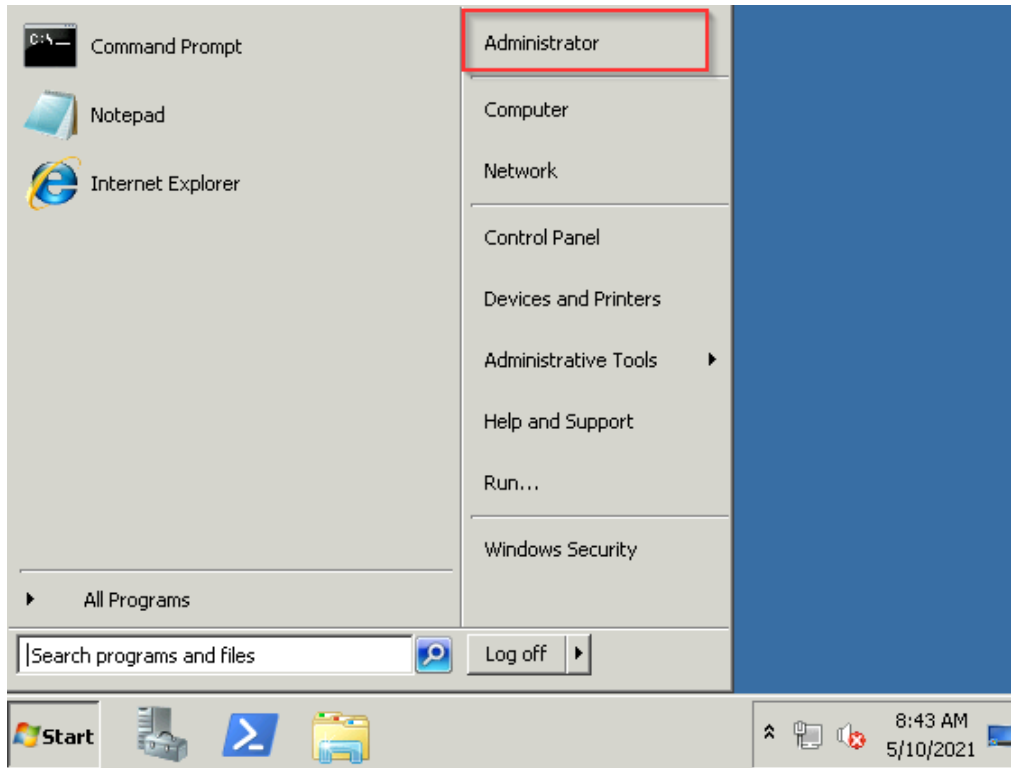 C:\_
Command Prompt
Notepad
Internet Explorer
All Programs
Search programs and files
Administrator
Computer
Network
Control Panel
Devices and Printers
Administrative Tools
Help and Support
Run...
Windows Security
Log off
Start
8:43 AM
5/10/2021